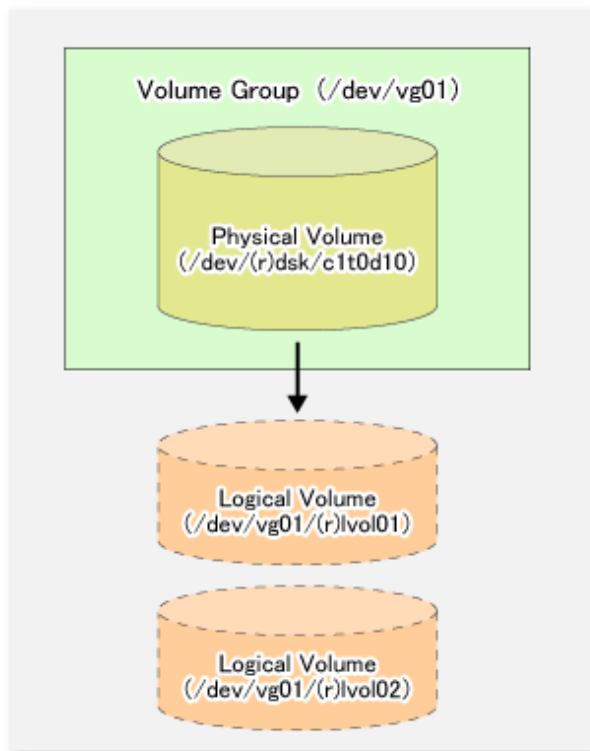 Volume Group (/dev/vg01)
Physical Volume
(/dev/(r)dsk/c1t0d10)
Logical Volume
(/dev/vg01/(r)lvol01)
Logical Volume
(/dev/vg01/(r)lvol02)